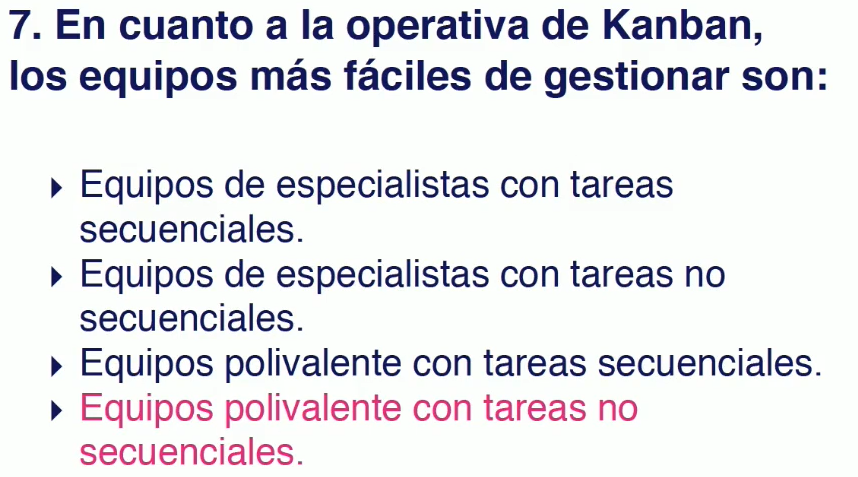 7. En cuanto a la operativa de Kanban,
los equipos más fáciles de gestionar son:
▸ Equipos de especialistas con tareas
secuenciales.
▸ Equipos de especialistas con tareas no
secuenciales.
▸ Equipos polivalente con tareas secuenciales.
▸ Equipos polivalente con tareas no
secuenciales.